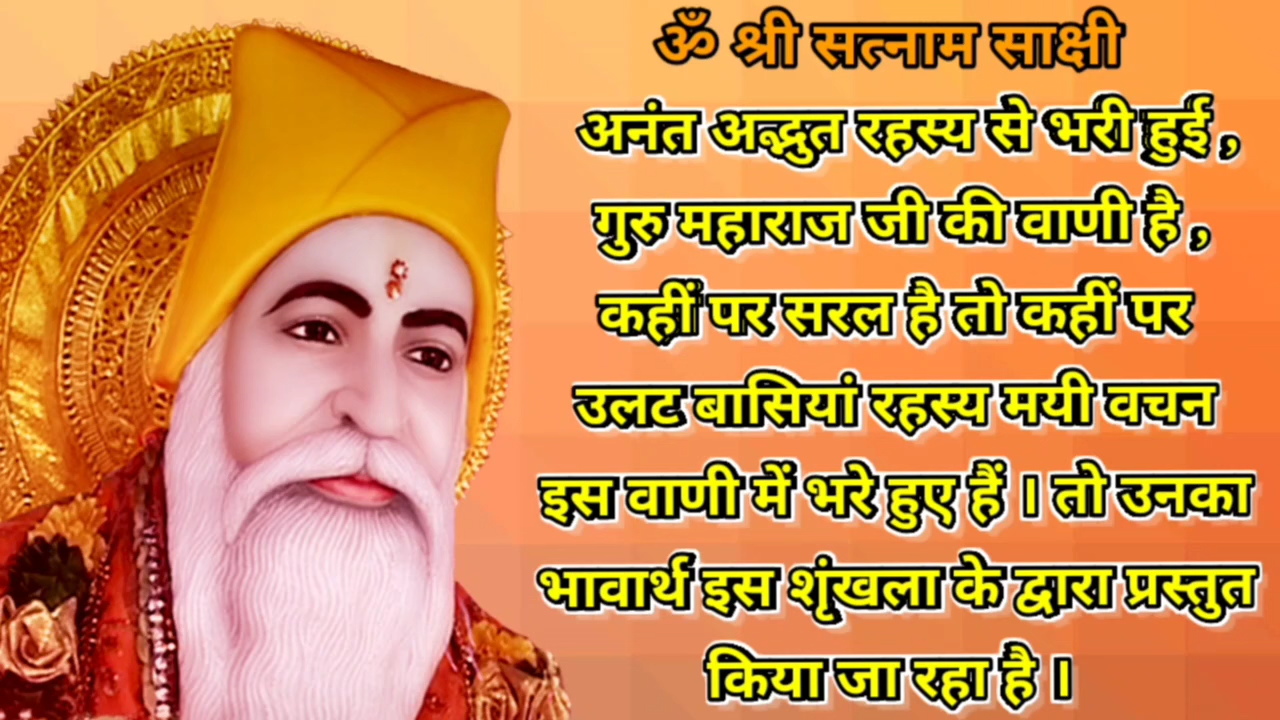 ॐ श्री सत्नाम साक्षी
अनंत अद्भुत रहस्य से भरी हुई ,
गुरु महाराज जी की वाणी है ,
कहीं पर सरल है तो कहीं पर
उलट बासियां रहस्य मयी वचन
इस वाणी में भरे हुए हैं । तो उनका
भावार्थ इस शृंखला के द्वारा प्रस्तुत
किया जा रहा है ।